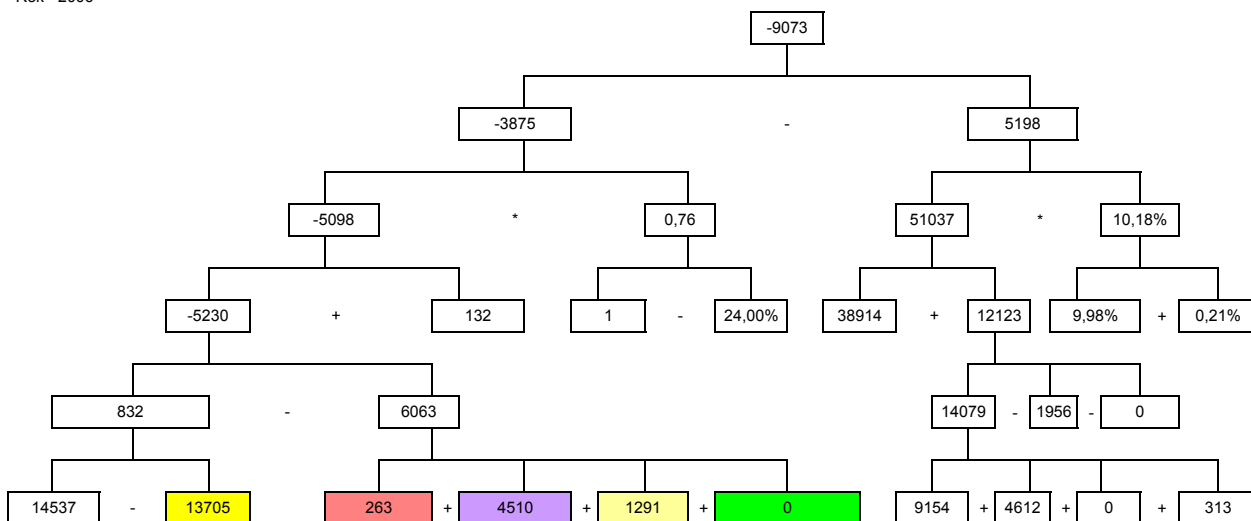 -9073
-3875 - 5198
-5098 * 0,76 51037 * 10,18%
-5230 + 132 1 - 24,00% 38914 + 12123 9,98% + 0,21%
832 - 6063 14079 - 1956 - 0
14537 - 13705 263 + 4510 + 1291 + 0 9154 + 4612 + 0 + 313